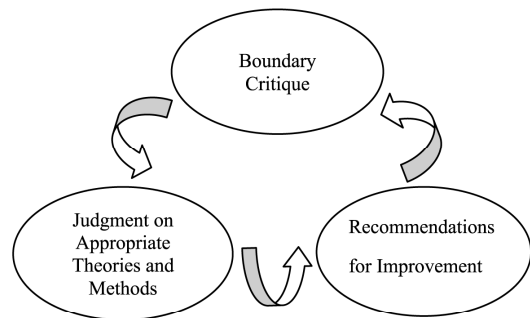 Boundary
Critique
Judgment on
Appropriate
Theories and
Methods
Recommendations
for Improvement